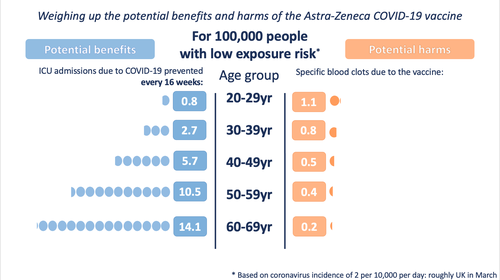 Weighing up the potential benefits and harms of the Astra-Zeneca COVID-19 vaccine
For 100,000 people
with low exposure risk*
Potential benefits
Potential harms
ICU admissions due to COVID-19 prevented
every 16 weeks:
Age group
Specific blood clots due to the vaccine:
0.8 20-29yr 1.1
2.7 30-39yr 0.8
5.7 40-49yr 0.5
10.5 50-59yr 0.4
14.1 60-69yr 0.2
* Based on coronavirus incidence of 2 per 10,000 per day: roughly UK in March